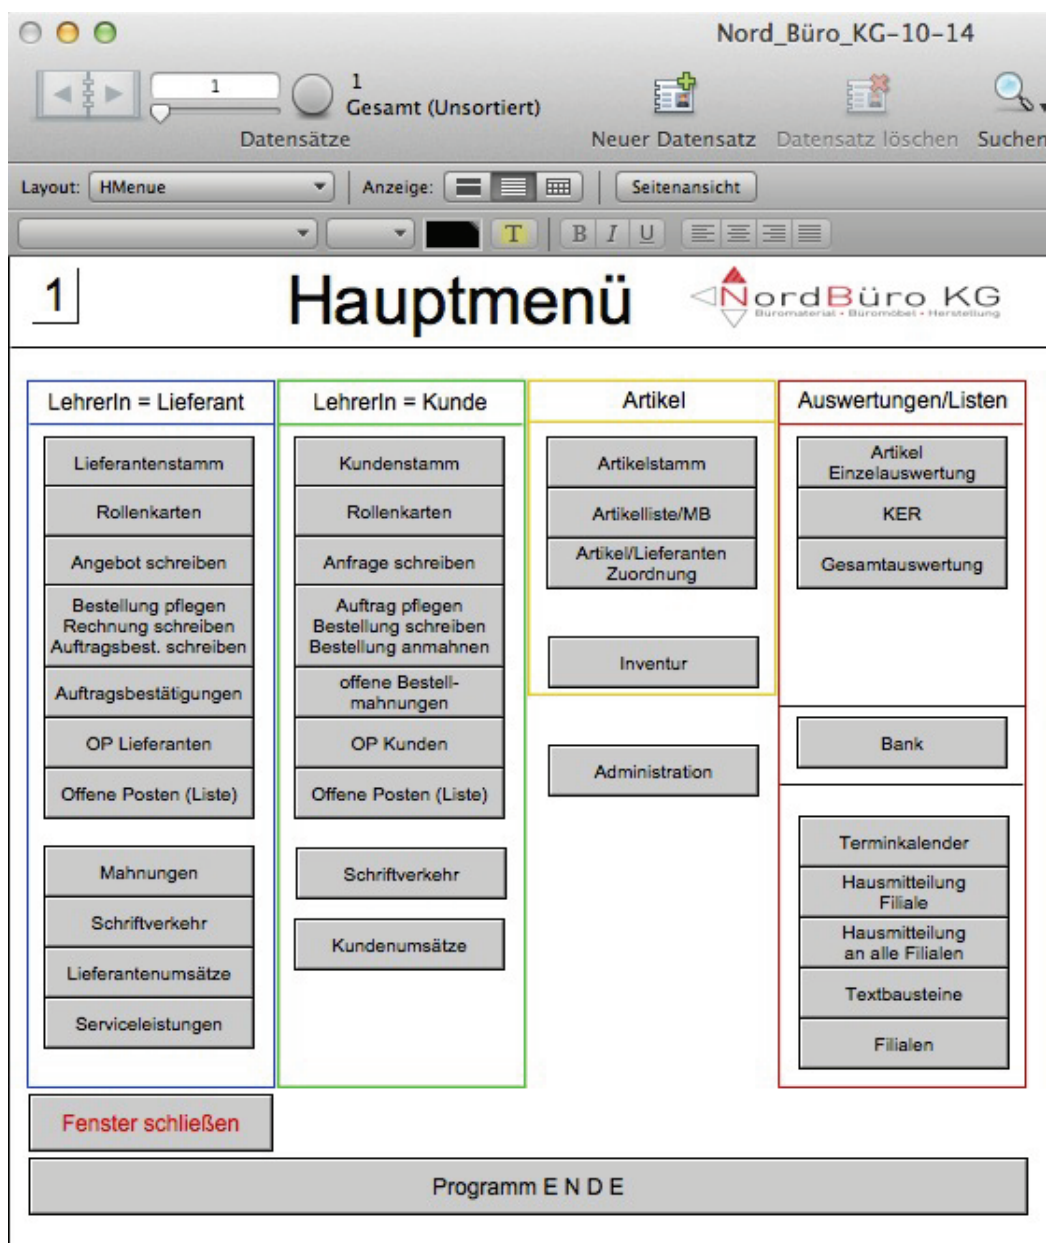 Nord_Büro_KG-10-14
1
1
Gesamt (Unsortiert)
Datensätze
Neuer Datensatz
Datensatz löschen
Suchen
Layout: HMenue
Anzeige:
Seitenansicht
T B I U
1
Hauptmenü
NordBüro KG
Büromaterial • Büromöbel • Herstellung
LehrerIn = Lieferant
Lieferantenstamm
Rollenkarten
Angebot schreiben
Bestellung pflegen
Rechnung schreiben
Auftragsbest. schreiben
Auftragsbestätigungen
OP Lieferanten
Offene Posten (Liste)
Mahnungen
Schriftverkehr
Lieferantenumsätze
Serviceleistungen
LehrerIn = Kunde
Kundenstamm
Rollenkarten
Anfrage schreiben
Auftrag pflegen
Bestellung schreiben
Bestellung anmahnen
offene Bestell-
mahnungen
OP Kunden
Offene Posten (Liste)
Schriftverkehr
Kundenumsätze
Artikel
Artikelstamm
Artikelliste/MB
Artikel/Lieferanten
Zuordnung
Inventur
Administration
Auswertungen/Listen
Artikel
Einzelauswertung
KER
Gesamtauswertung
Bank
Terminkalender
Hausmitteilung
Filiale
Hausmitteilung
an alle Filialen
Textbausteine
Filialen
Fenster schließen
Programm E N D E